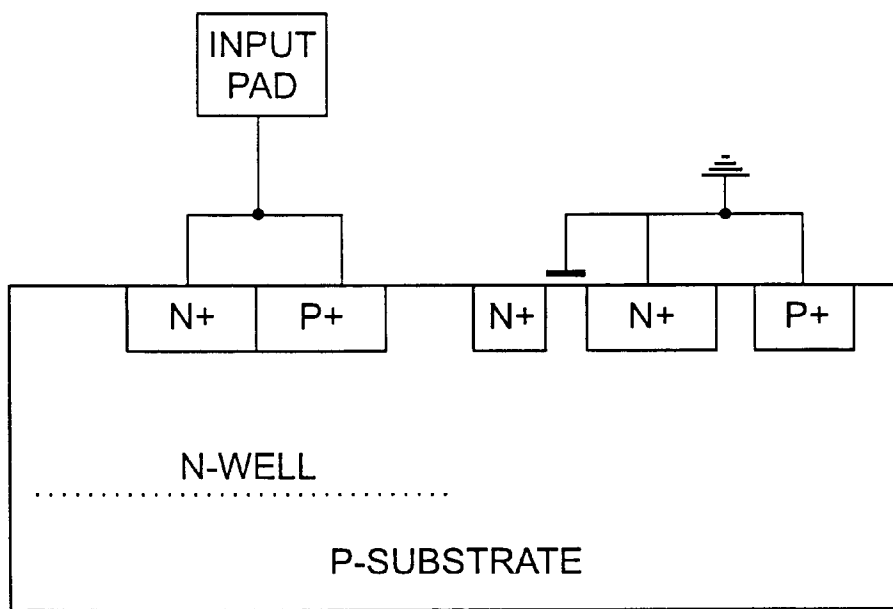 INPUT
PAD
N+ P+ N+ N+ P+
N-WELL
P-SUBSTRATE